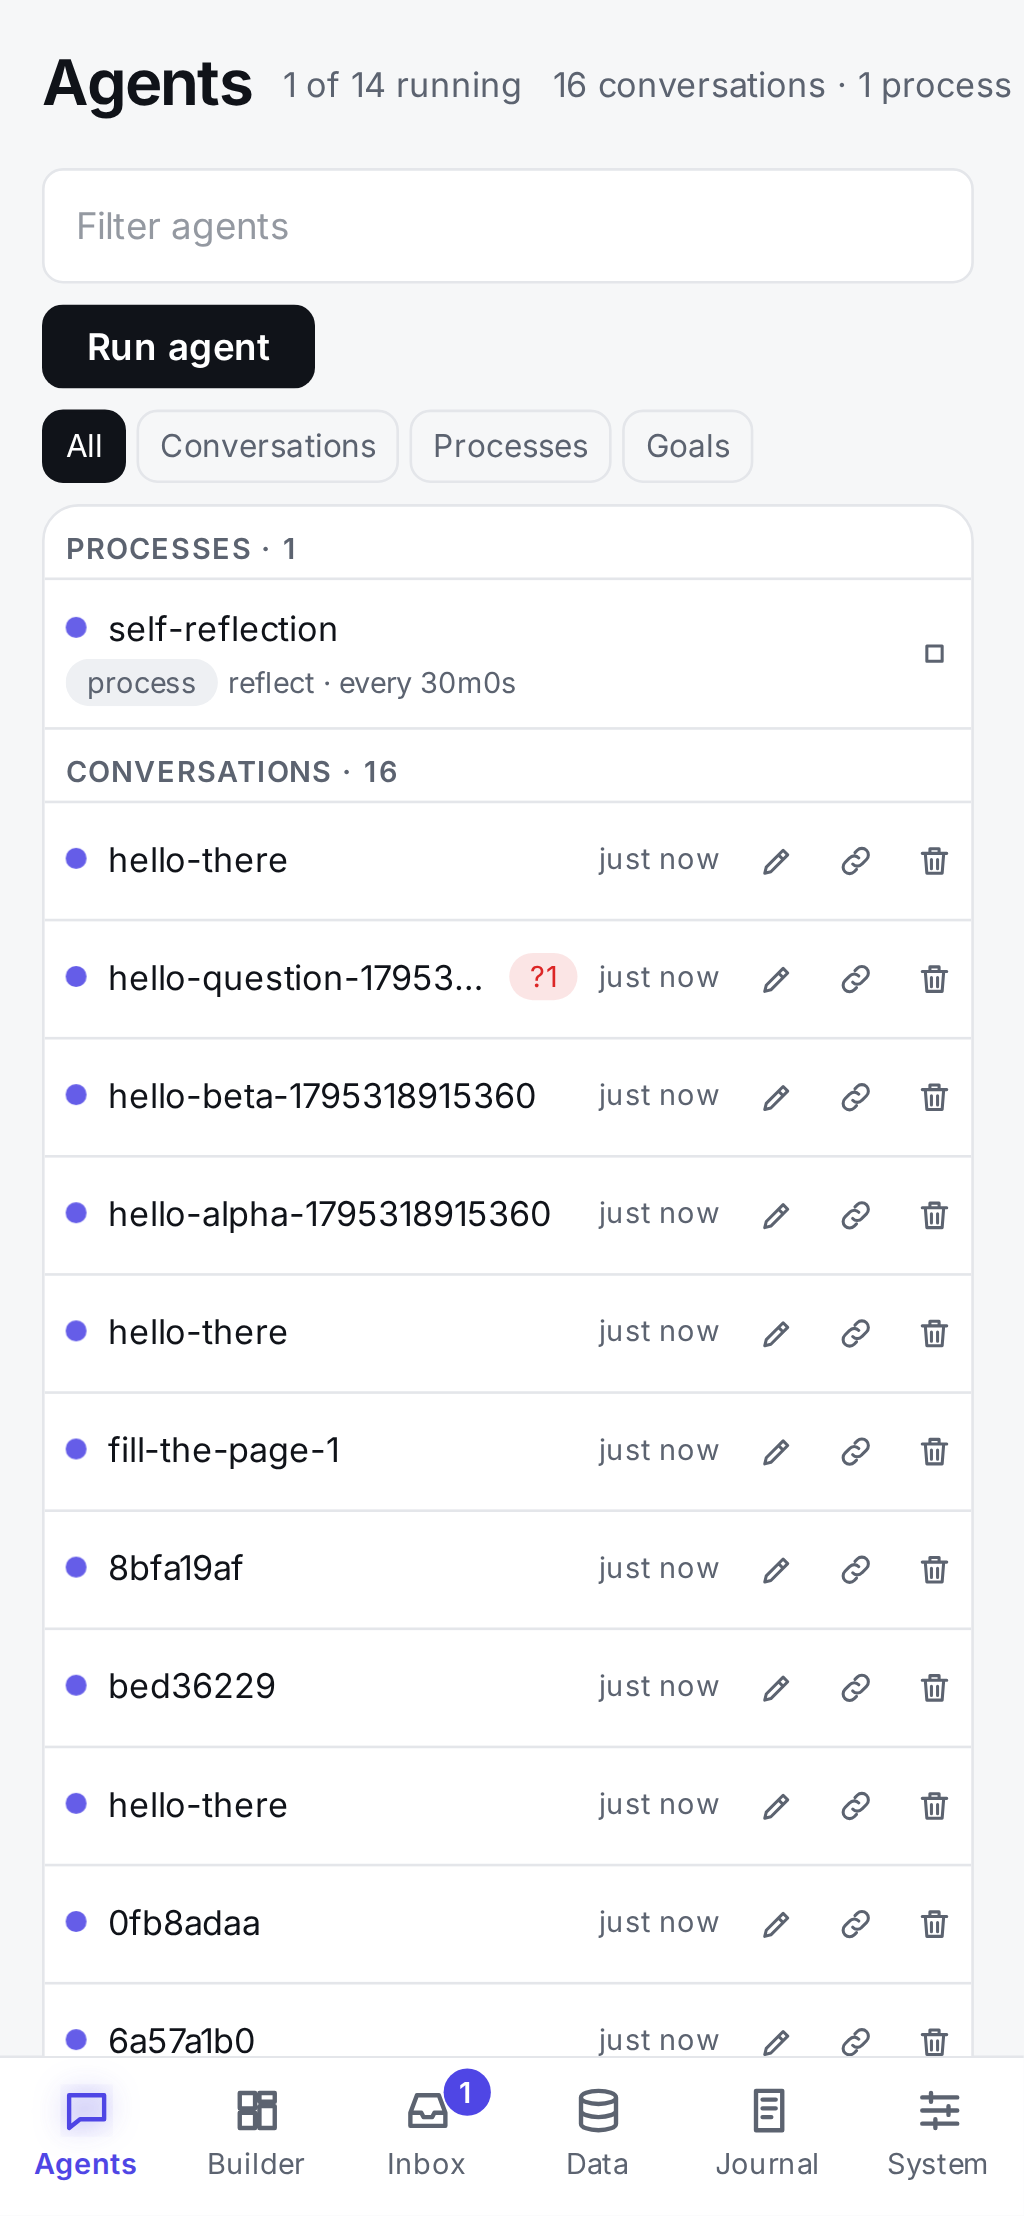 Agents 1 of 14 running 16 conversations · 1 process
Filter agents
Run agent
All Conversations Processes Goals
PROCESSES · 1
self-reflection
process reflect · every 30m0s
CONVERSATIONS · 16
hello-there just now
hello-question-17953... ?1 just now
hello-beta-1795318915360 just now
hello-alpha-1795318915360 just now
hello-there just now
fill-the-page-1 just now
8bfa19af just now
bed36229 just now
hello-there just now
0fb8adaa just now
6a57a1b0 just now
1
Agents Builder Inbox Data Journal System